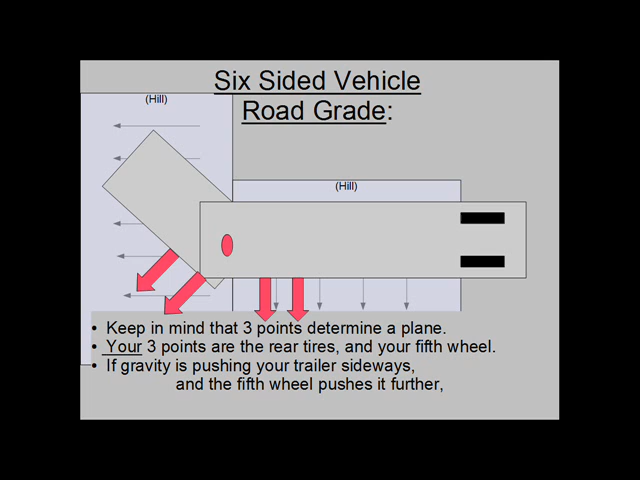 Six Sided Vehicle
Road Grade:
(Hill)
(Hill)
• Keep in mind that 3 points determine a plane.
• Your 3 points are the rear tires, and your fifth wheel.
• If gravity is pushing your trailer sideways,
and the fifth wheel pushes it further,